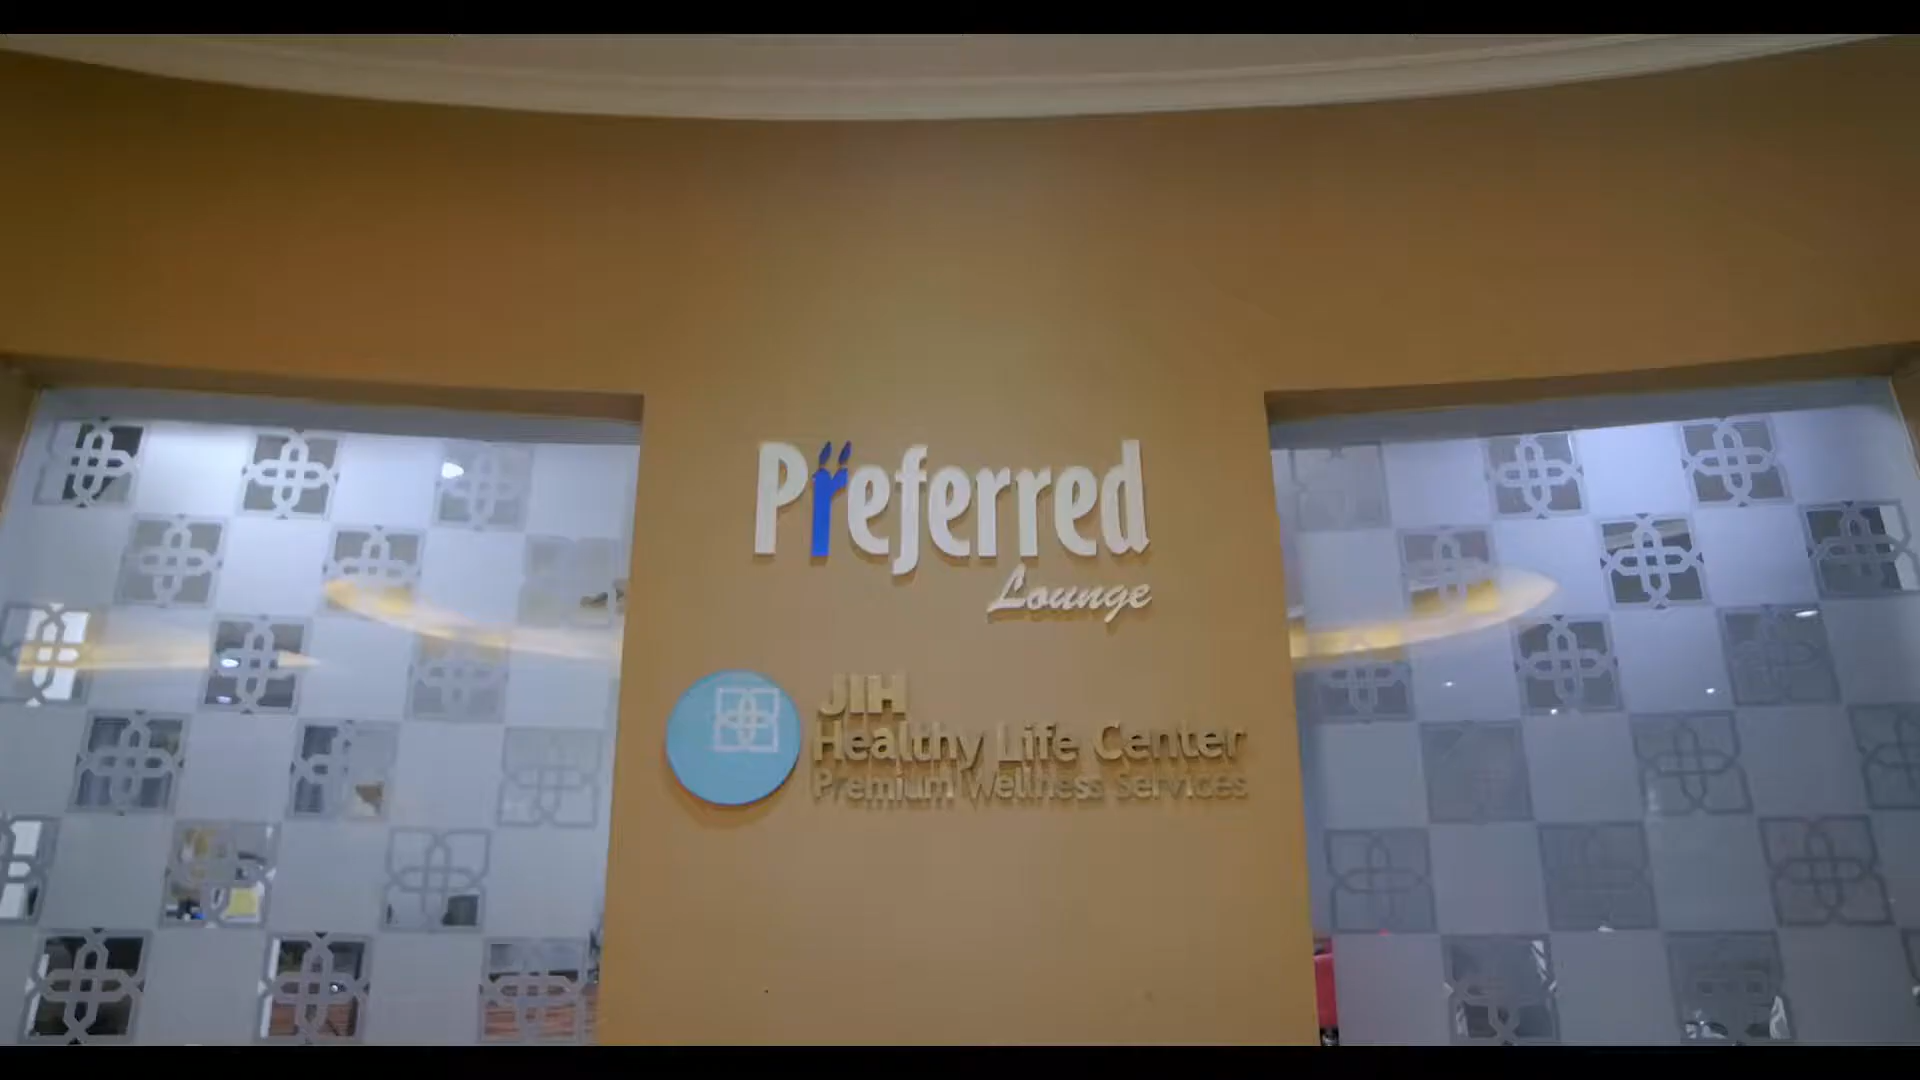 Preferred
Lounge
JIH
Healthy Life Center
Premium Wellness Services